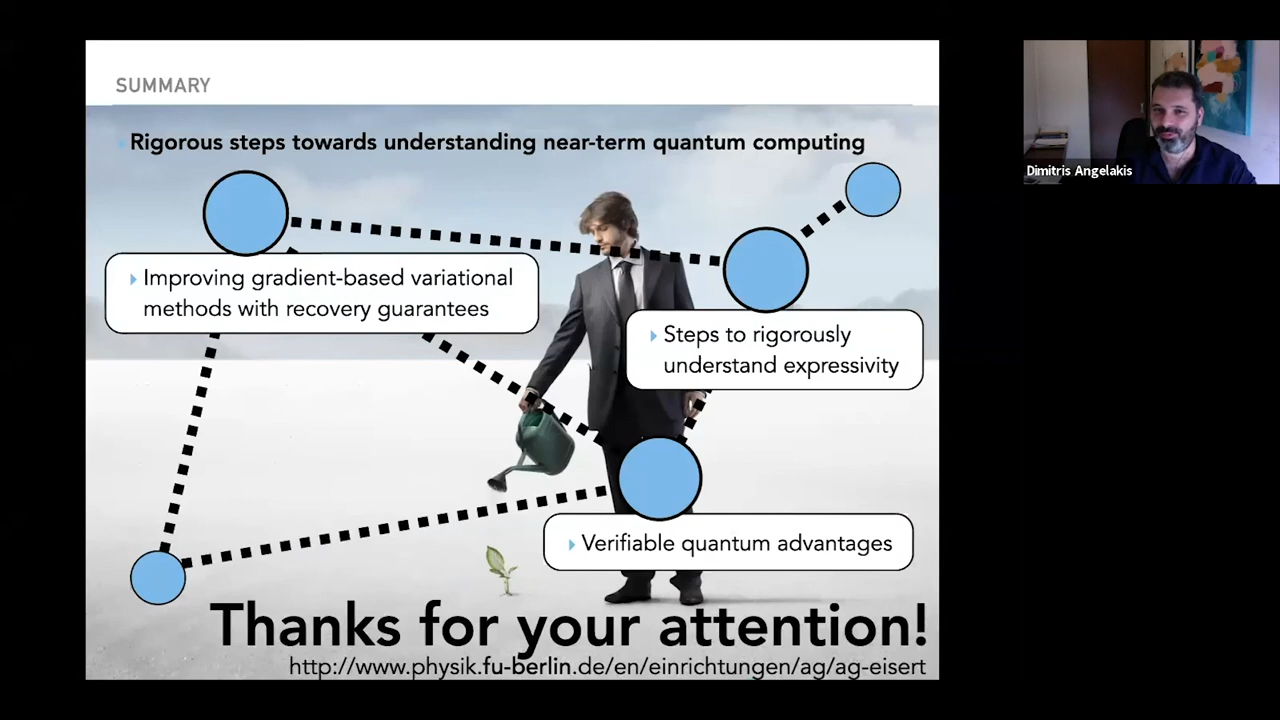 SUMMARY
Rigorous steps towards understanding near-term quantum computing
Improving gradient-based variational
methods with recovery guarantees
Steps to rigorously
understand expressivity
Verifiable quantum advantages
Thanks for your attention!
http://www.physik.fu-berlin.de/en/einrichtungen/ag/ag-eisert
Dimitris Angelakis